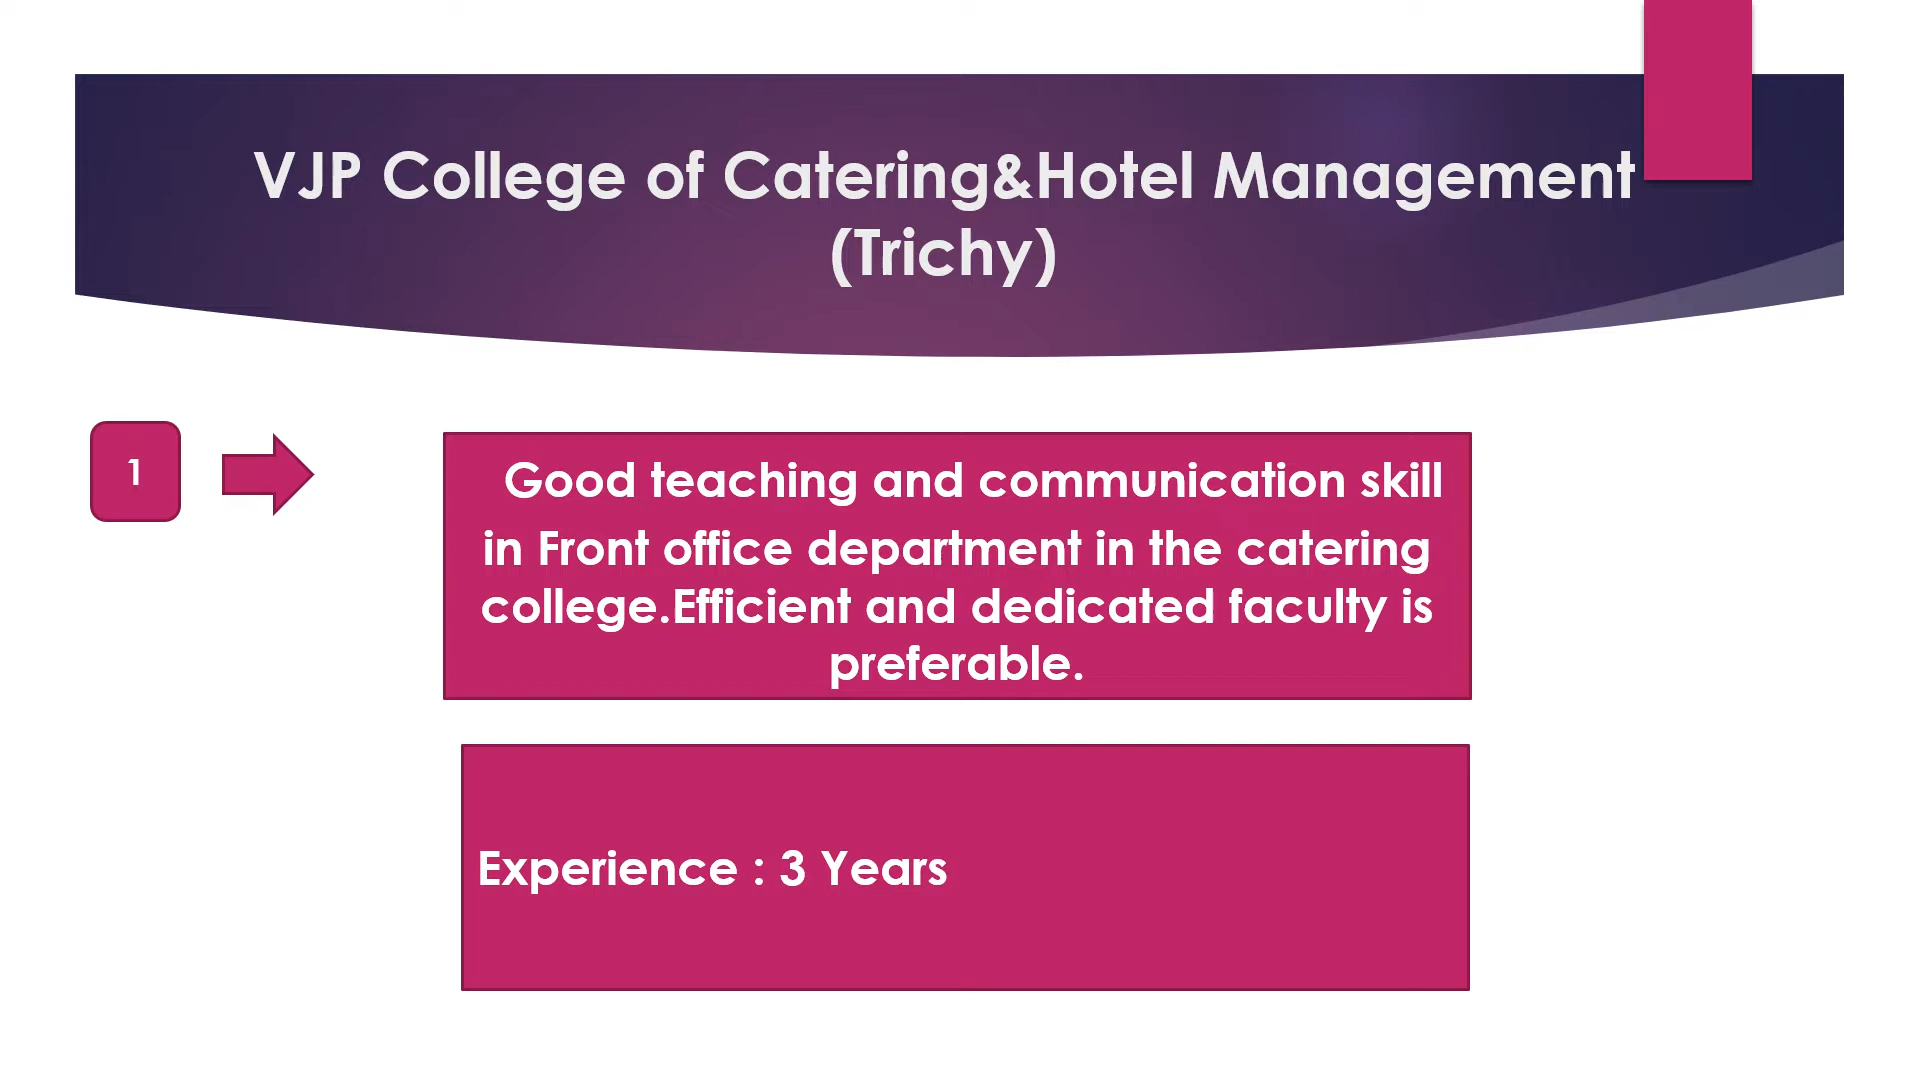 VJP College of Catering&Hotel Management
(Trichy)
1
Good teaching and communication skill
in Front office department in the catering
college.Efficient and dedicated faculty is
preferable.
Experience : 3 Years